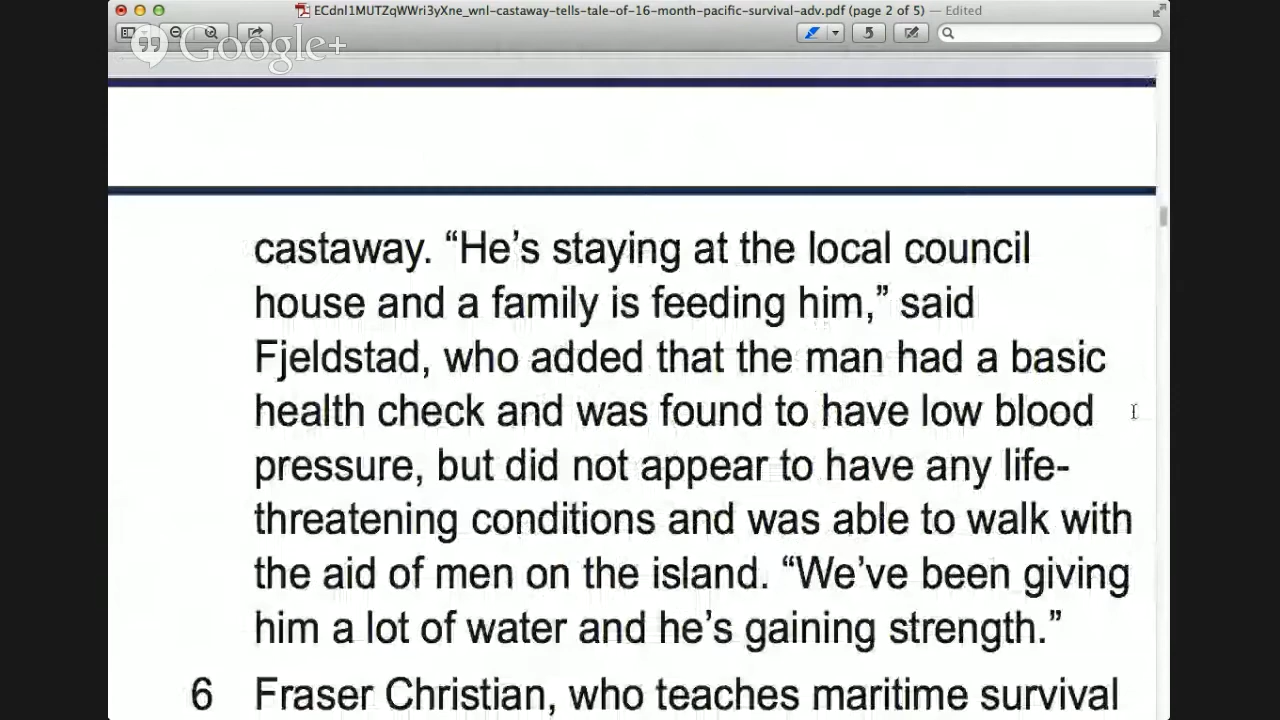 ECdnl1MUTZqWWri3yXne_wnl-castaway-tells-tale-of-16-month-pacific-survival-adv.pdf (page 2 of 5) — Edited
Google+
castaway. “He’s staying at the local council
house and a family is feeding him,” said
Fjeldstad, who added that the man had a basic
health check and was found to have low blood
pressure, but did not appear to have any life-
threatening conditions and was able to walk with
the aid of men on the island. “We’ve been giving
him a lot of water and he’s gaining strength.”
6 Fraser Christian, who teaches maritime survival